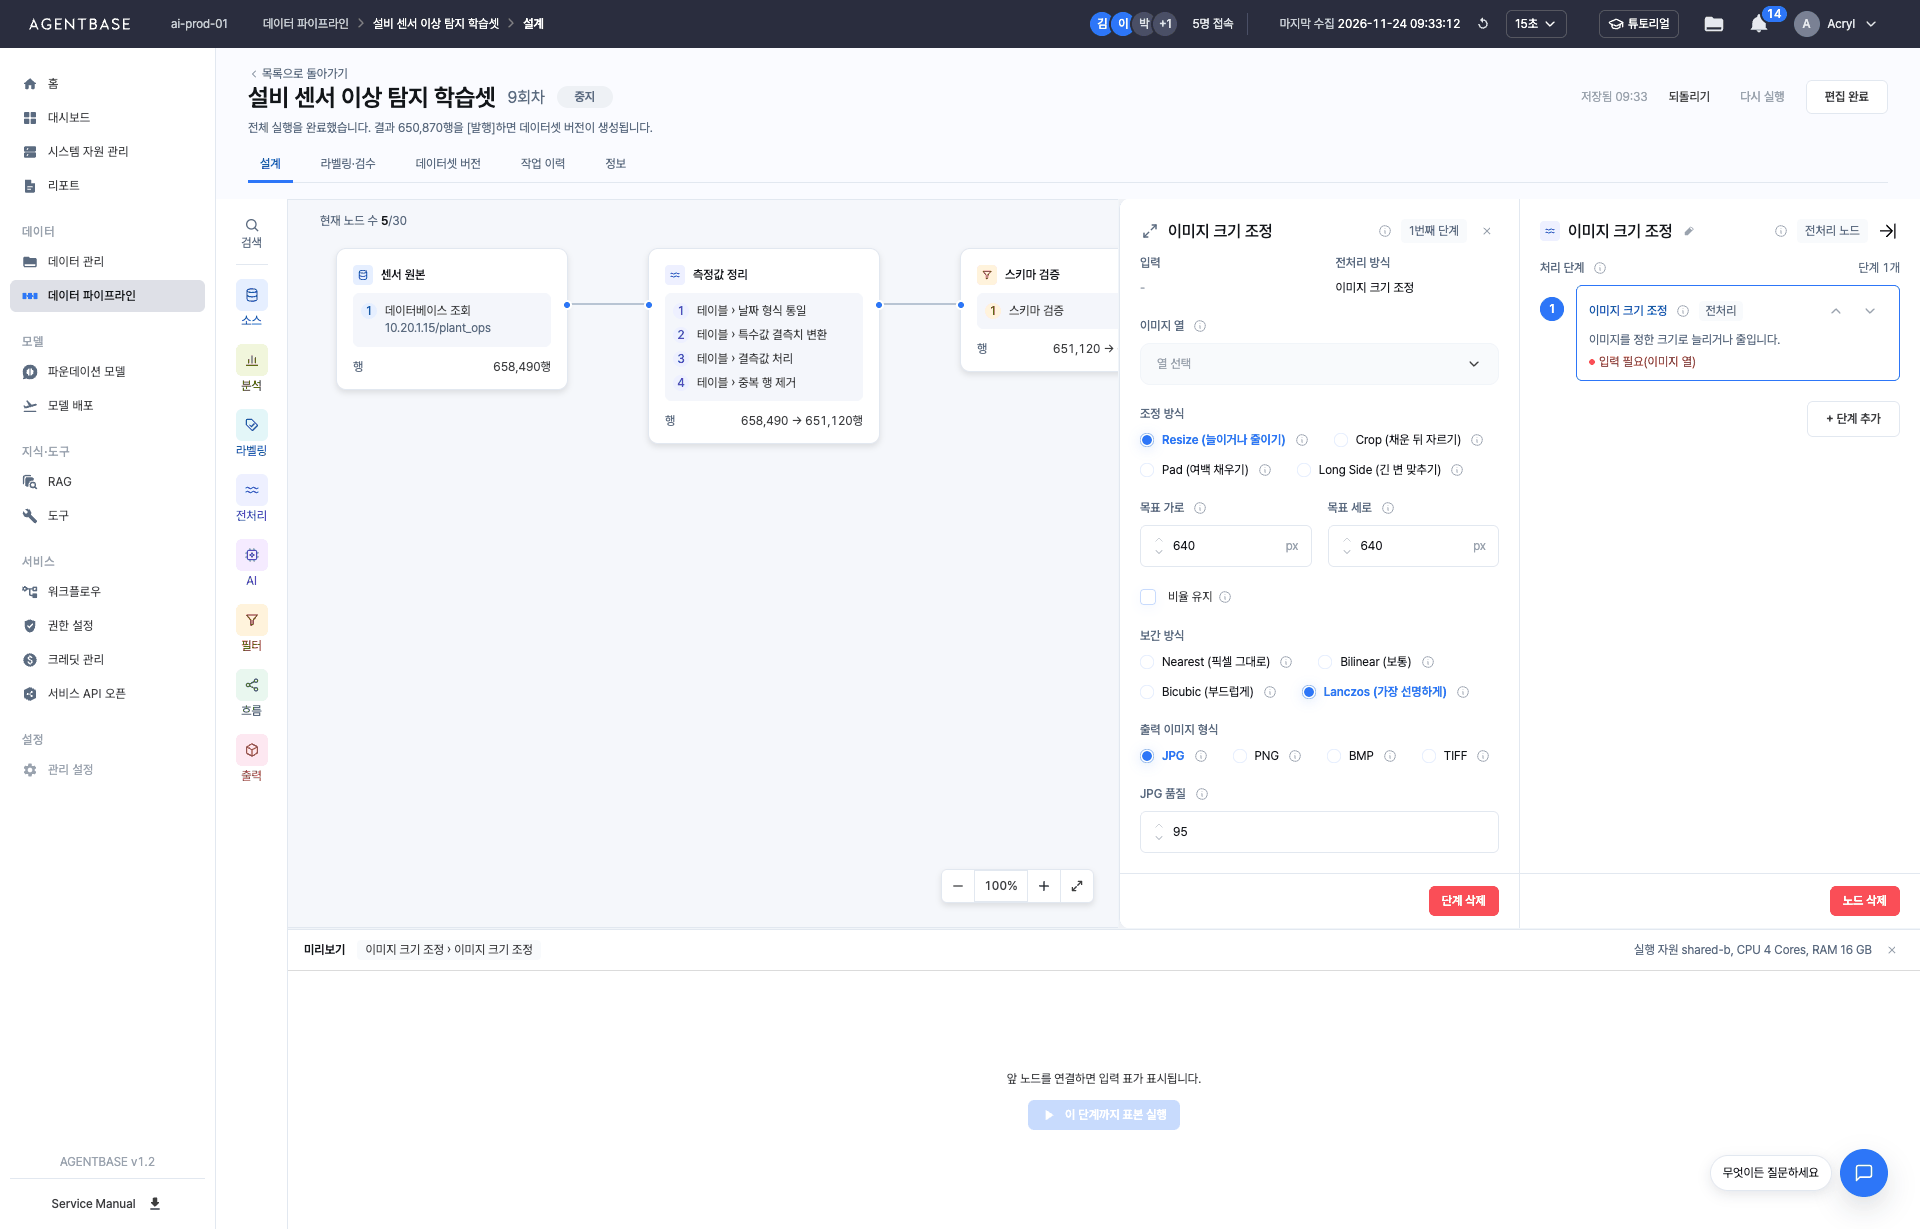 AGENTBASE
ai-prod-01
데이터 파이프라인 > 설비 센서 이상 탐지 학습셋 > 설계
김 이 박 +1 5명 접속
마지막 수집 2026-11-24 09:33:12
15초
튜토리얼
14
A Acryl
홈
대시보드
시스템 자원 관리
리포트
데이터
데이터 관리
데이터 파이프라인
모델
파운데이션 모델
모델 배포
지식·도구
RAG
도구
서비스
워크플로우
권한 설정
크레딧 관리
서비스 API 오픈
설정
관리 설정
AGENTBASE v1.2
Service Manual
목록으로 돌아가기
설비 센서 이상 탐지 학습셋 9회차 중지
저장됨 09:33 되돌리기 다시 실행 편집 완료
전체 실행을 완료했습니다. 결과 650,870행을 [발행]하면 데이터셋 버전이 생성됩니다.
설계 라벨링·검수 데이터셋 버전 작업 이력 정보
검색
소스
분석
라벨링
전처리
AI
필터
흐름
출력
현재 노드 수 5/30
센서 원본
1 데이터베이스 조회
10.20.1.15/plant_ops
행 658,490행
측정값 정리
1 테이블 › 날짜 형식 통일
2 테이블 › 특수값 결측치 변환
3 테이블 › 결측값 처리
4 테이블 › 중복 행 제거
행 658,490 → 651,120행
스키마 검증
1 스키마 검증
행 651,120 →
100%
이미지 크기 조정 1번째 단계
입력 전처리 방식
- 이미지 크기 조정
이미지 열
열 선택
조정 방식
Resize (늘이거나 줄이기) Crop (채운 뒤 자르기)
Pad (여백 채우기) Long Side (긴 변 맞추기)
목표 가로 목표 세로
640 px 640 px
비율 유지
보간 방식
Nearest (픽셀 그대로) Bilinear (보통)
Bicubic (부드럽게) Lanczos (가장 선명하게)
출력 이미지 형식
JPG PNG BMP TIFF
JPG 품질
95
단계 삭제
이미지 크기 조정 전처리 노드
처리 단계 단계 1개
1 이미지 크기 조정 전처리
이미지를 정한 크기로 늘리거나 줄입니다.
입력 필요(이미지 열)
+ 단계 추가
노드 삭제
미리보기 이미지 크기 조정 › 이미지 크기 조정
실행 자원 shared-b, CPU 4 Cores, RAM 16 GB
앞 노드를 연결하면 입력 표가 표시됩니다.
이 단계까지 표본 실행
무엇이든 질문하세요